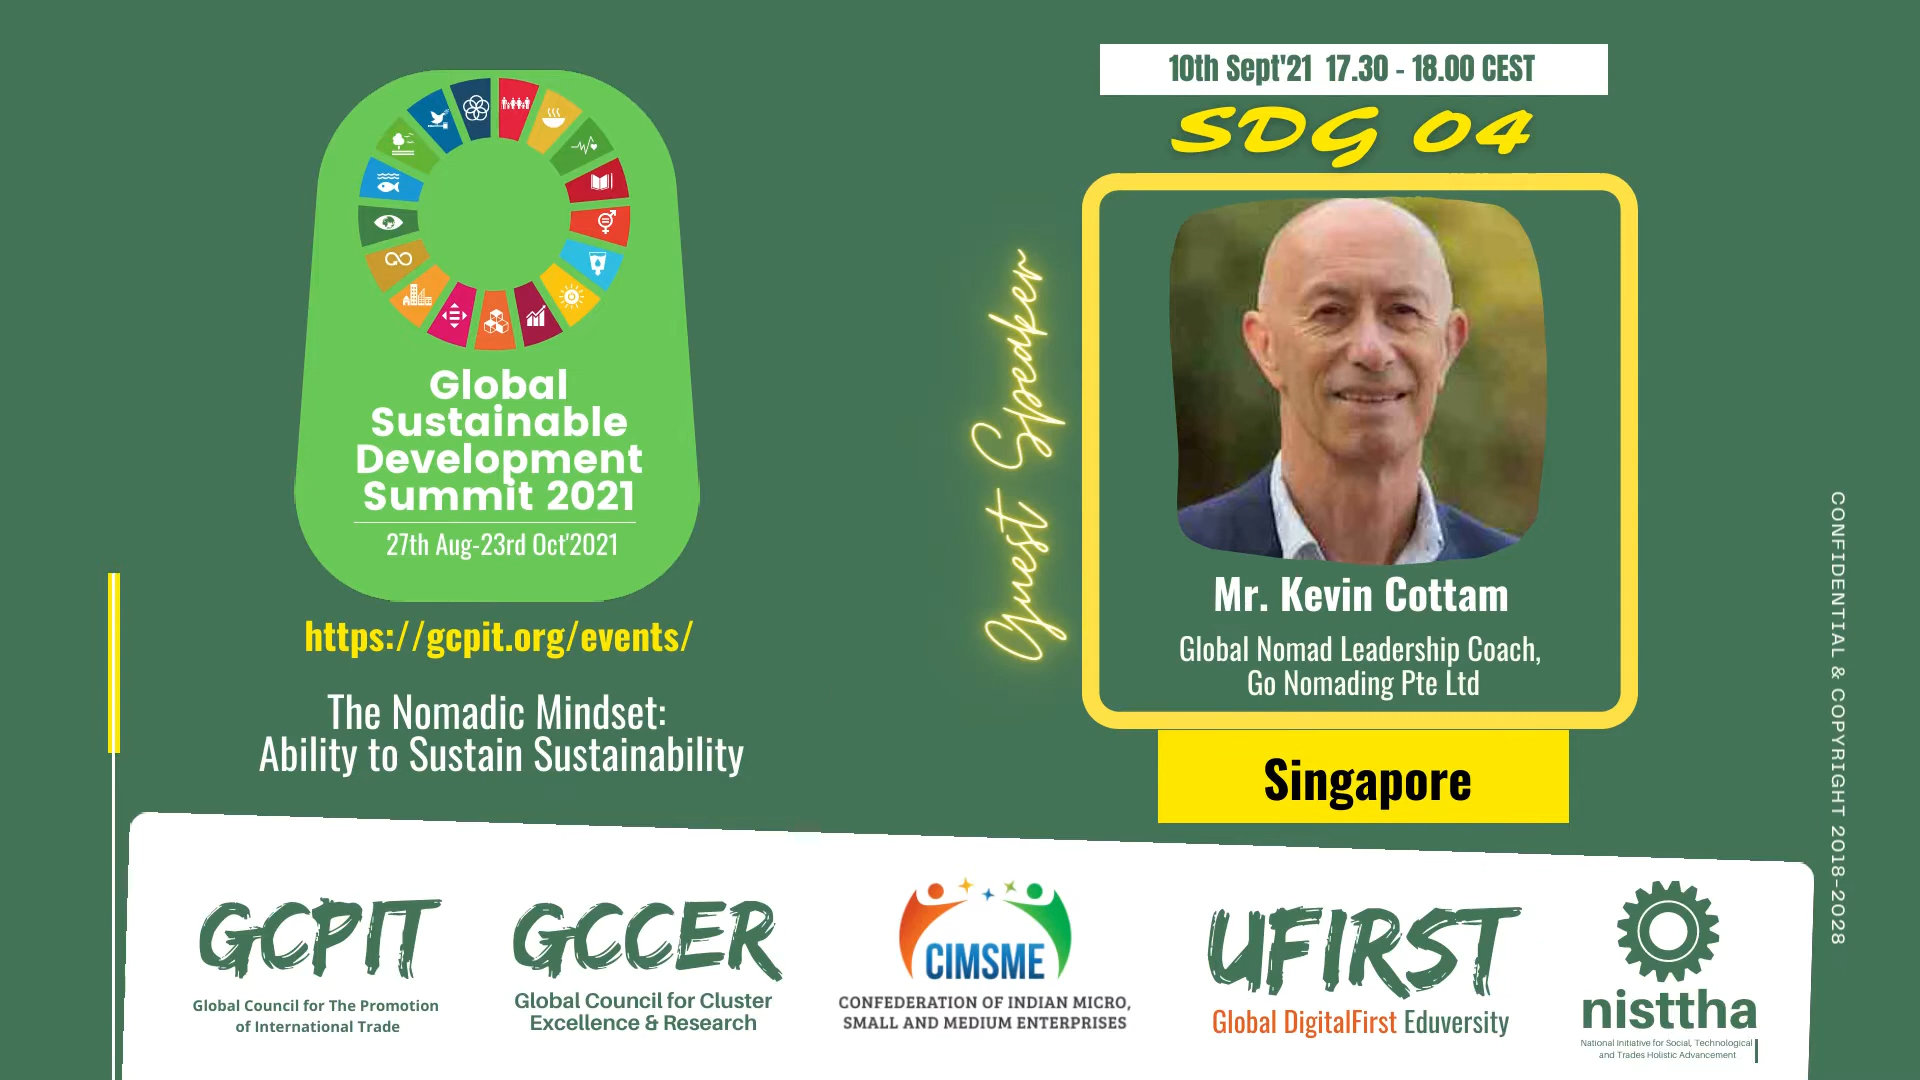 10th Sept'21 17.30 - 18.00 CEST
SDG 04
Global
Sustainable
Development
Summit 2021
27th Aug-23rd Oct'2021
https://gcpit.org/events/
The Nomadic Mindset:
Ability to Sustain Sustainability
Guest Speaker
Mr. Kevin Cottam
Global Nomad Leadership Coach,
Go Nomading Pte Ltd
Singapore
CONFIDENTIAL & COPYRIGHT 2018-2028
GCPIT
Global Council for The Promotion
of International Trade
GCCER
Global Council for Cluster
Excellence & Research
CIMSME
CONFEDERATION OF INDIAN MICRO,
SMALL AND MEDIUM ENTERPRISES
UFIRST
Global DigitalFirst Eduversity
nisttha
National Initiative for Social, Technological
and Trades Holistic Advancement